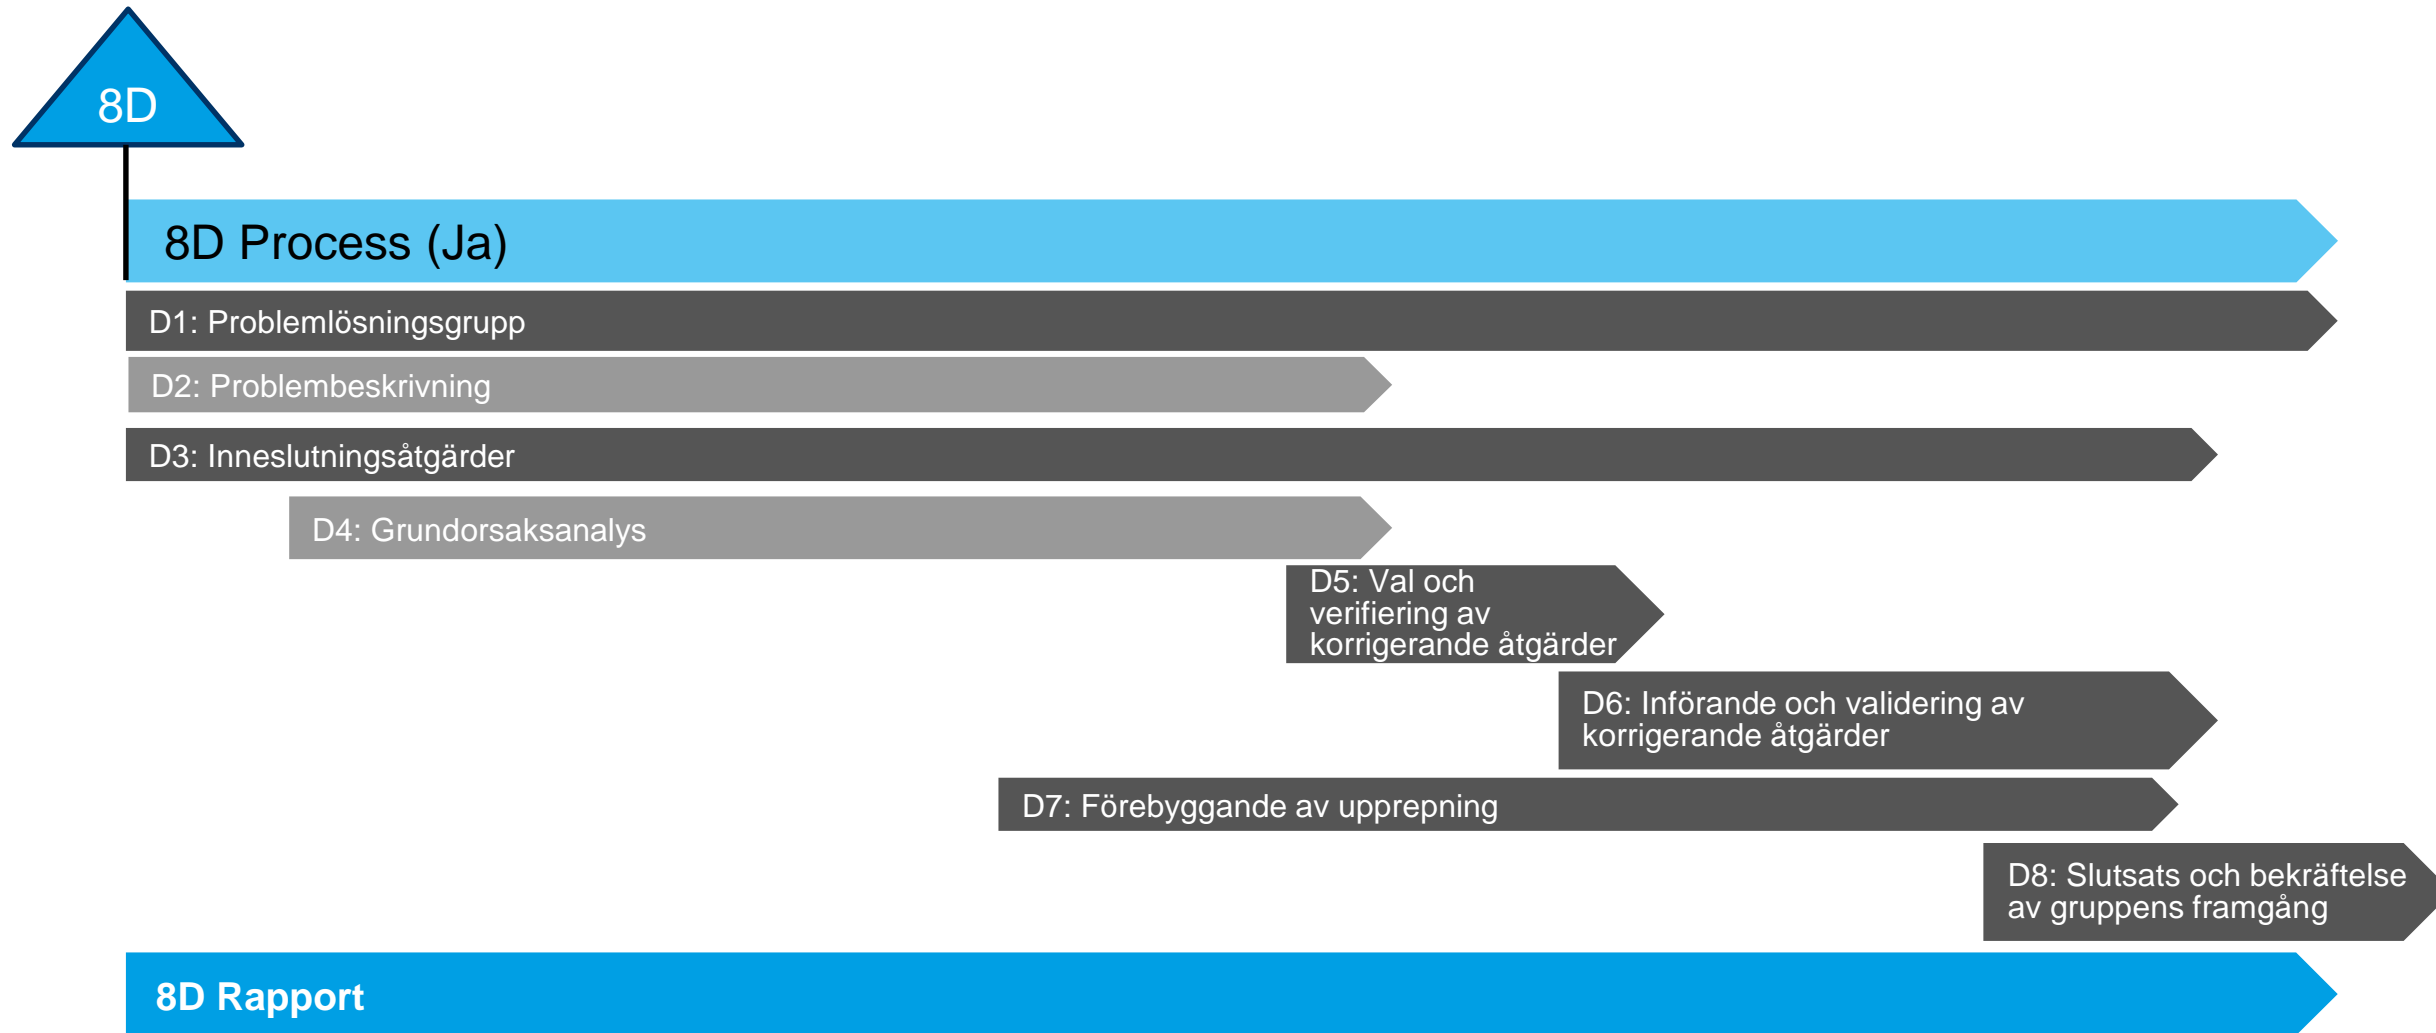 8D
8D Process (Ja)
D1: Problemlösningsgrupp
D2: Problembeskrivning
D3: Inneslutningsåtgärder
D4: Grundorsaksanalys
D5: Val och
verifiering av
korrigerande åtgärder
D6: Införande och validering av
korrigerande åtgärder
D7: Förebyggande av upprepning
D8: Slutsats och bekräftelse
av gruppens framgång
8D Rapport